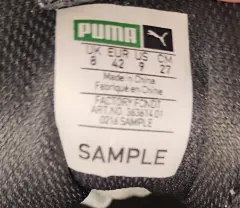 PUMA
UK EUR US CM
8 42 9 27
Made in China
Fabriqué en Chine
FACTORY FCNDT
ART NO. 363614 01
0216 SAMPLE
SAMPLE